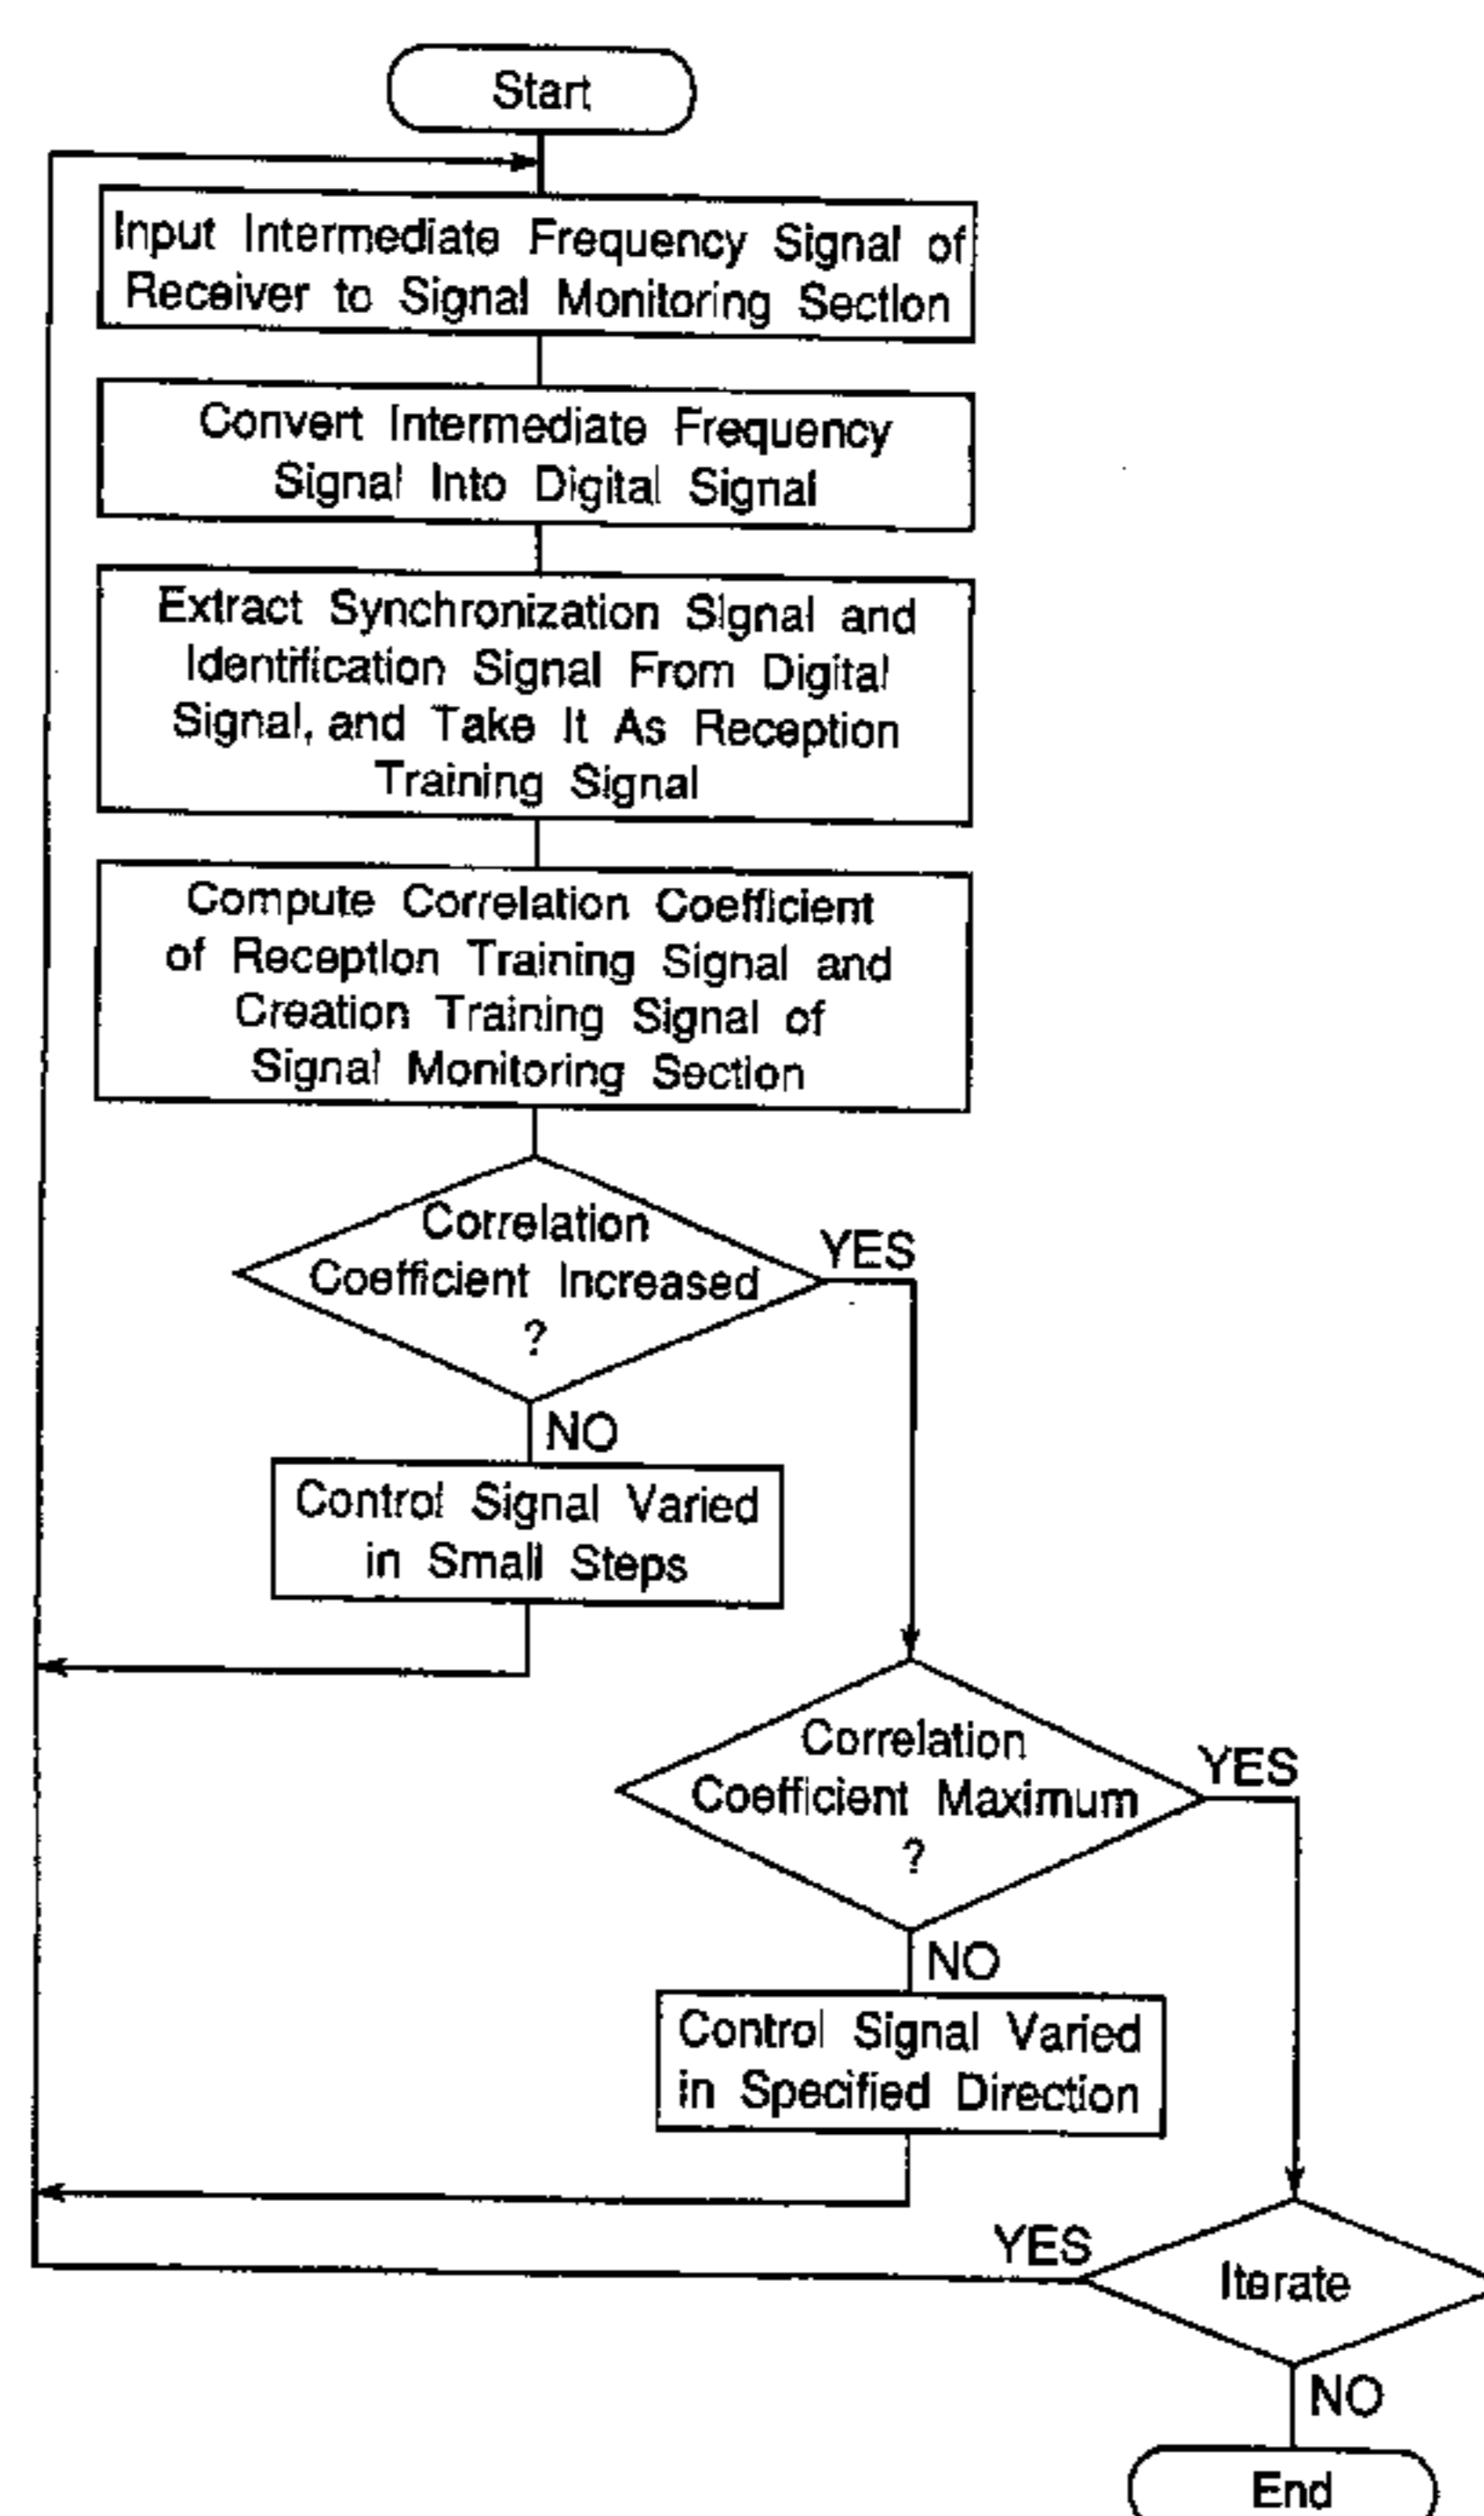 Start
Input Intermediate Frequency Signal of
Receiver to Signal Monitoring Section
Convert Intermediate Frequency
Signal Into Digital Signal
Extract Synchronization Signal and
Identification Signal From Digital
Signal, and Take It As Reception
Training Signal
Compute Correlation Coefficient
of Reception Training Signal and
Creation Training Signal of
Signal Monitoring Section
Correlation
Coefficient Increased
?
YES
NO
Control Signal Varied
in Small Steps
Correlation
Coefficient Maximum
?
YES
NO
Control Signal Varied
in Specified Direction
YES
Iterate
NO
End